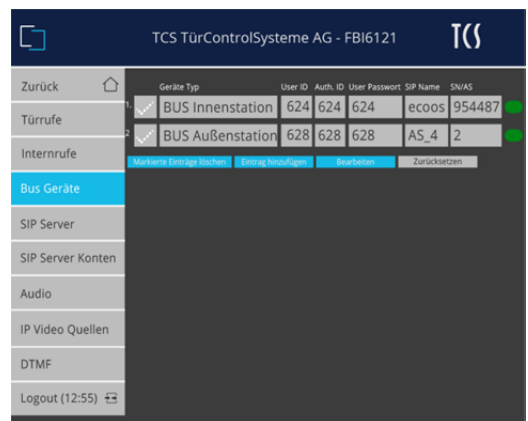 TCS TürControlSysteme AG - FBI6121
TCS
Zurück
Türrufe
Internrufe
Bus Geräte
SIP Server
SIP Server Konten
Audio
IP Video Quellen
DTMF
Logout (12:55)
Geräte Typ User ID Auth. ID User Passwort SIP Name SN/AS
1. BUS Innenstation 624 624 624 ecoos 954487
2 BUS Außenstation 628 628 628 AS_4 2
Markierte Einträge löschen Eintrag hinzufügen Bearbeiten Zurücksetzen